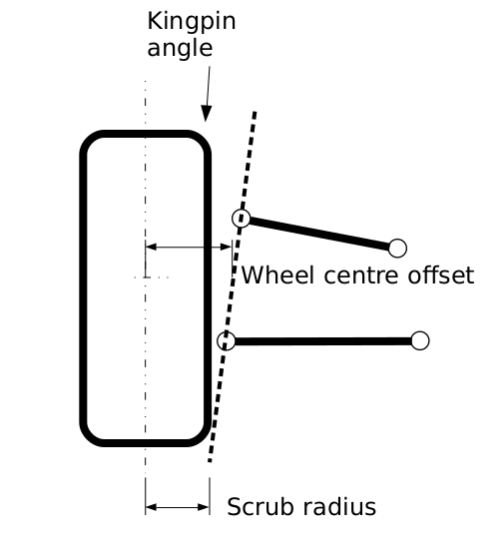 Kingpin
angle
Wheel centre offset
Scrub radius